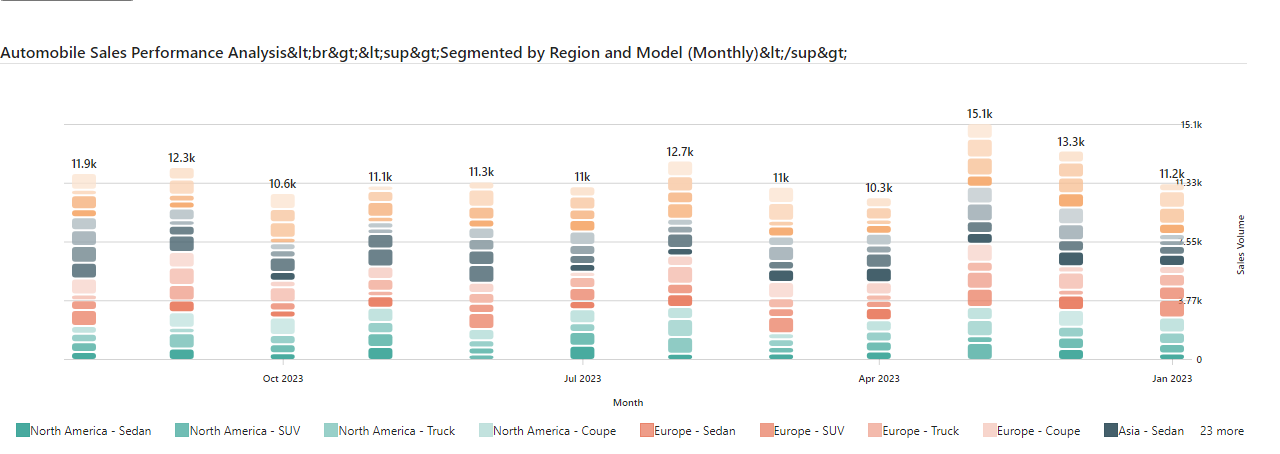 Automobile Sales Performance Analysis&lt;br&gt;&lt;sup&gt;Segmented by Region and Model (Monthly)&lt;/sup&gt;
15.1k
15.1k
13.3k
12.7k
12.3k
11.9k
11.3k
11.1k
11k
11k
11.2k
10.6k
10.3k
11.33k
7.55k
3.77k
0
Sales Volume
Oct 2023
Jul 2023
Apr 2023
Jan 2023
Month
North America - Sedan
North America - SUV
North America - Truck
North America - Coupe
Europe - Sedan
Europe - SUV
Europe - Truck
Europe - Coupe
Asia - Sedan
23 more